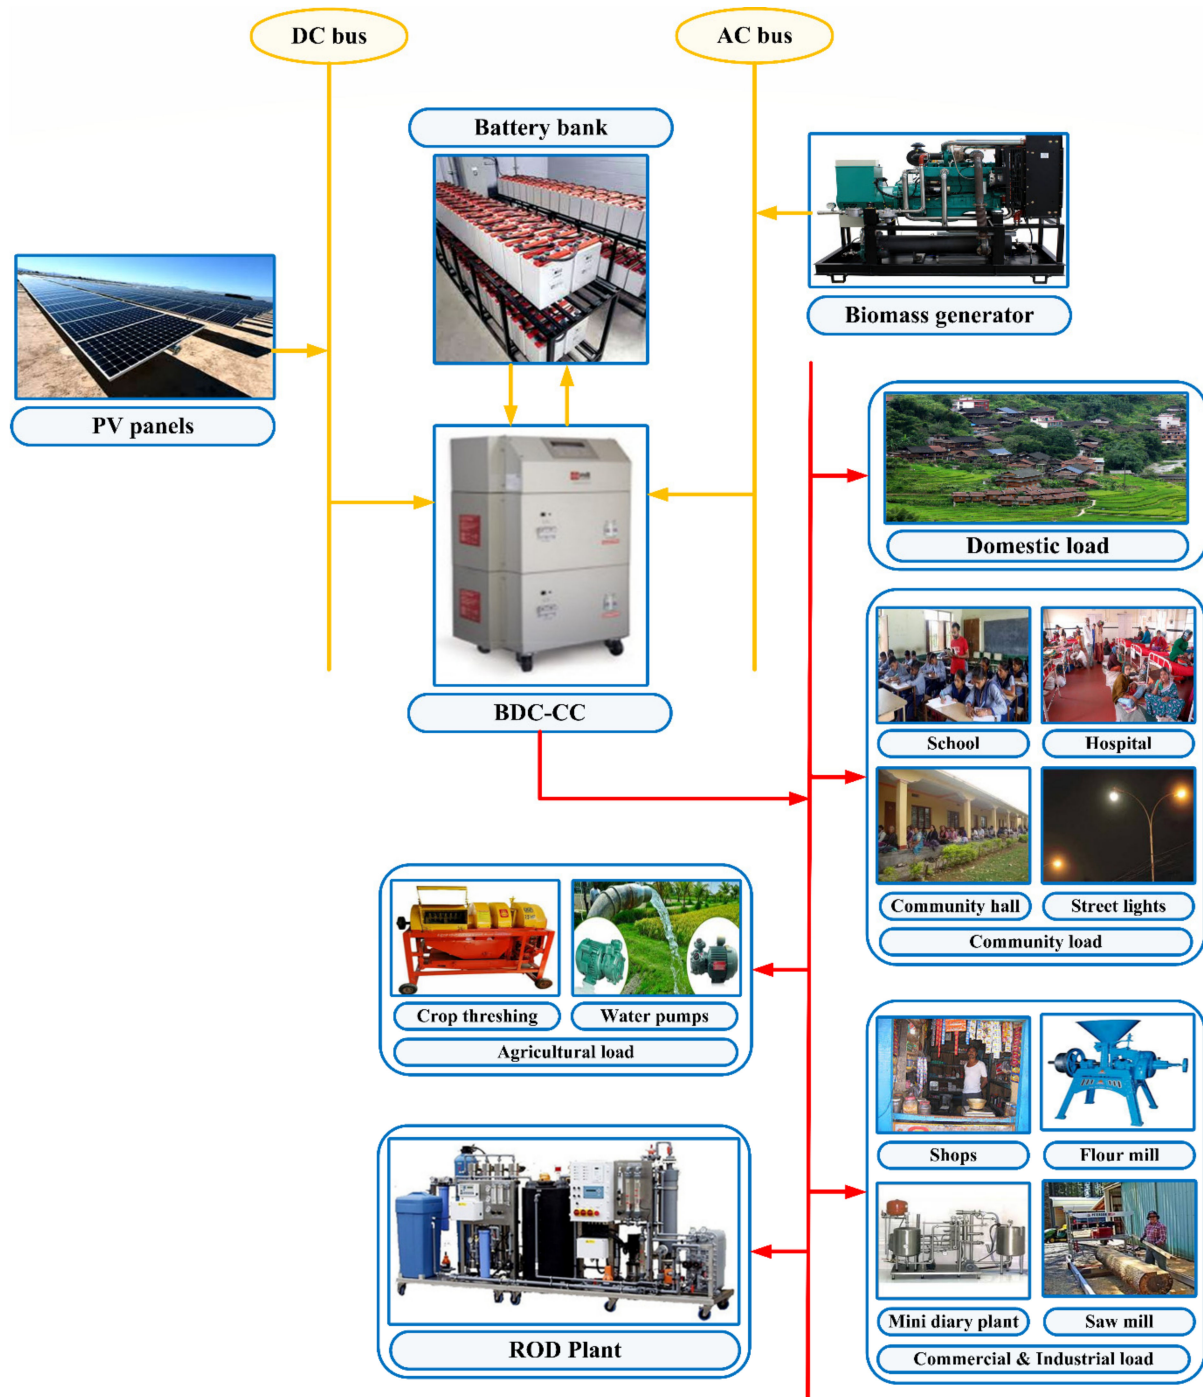 DC bus
AC bus
Battery bank
Biomass generator
PV panels
Domestic load
BDC-CC
School
Hospital
Community hall
Street lights
Community load
Crop threshing
Water pumps
Agricultural load
Shops
Flour mill
Mini diary plant
Saw mill
Commercial & Industrial load
ROD Plant